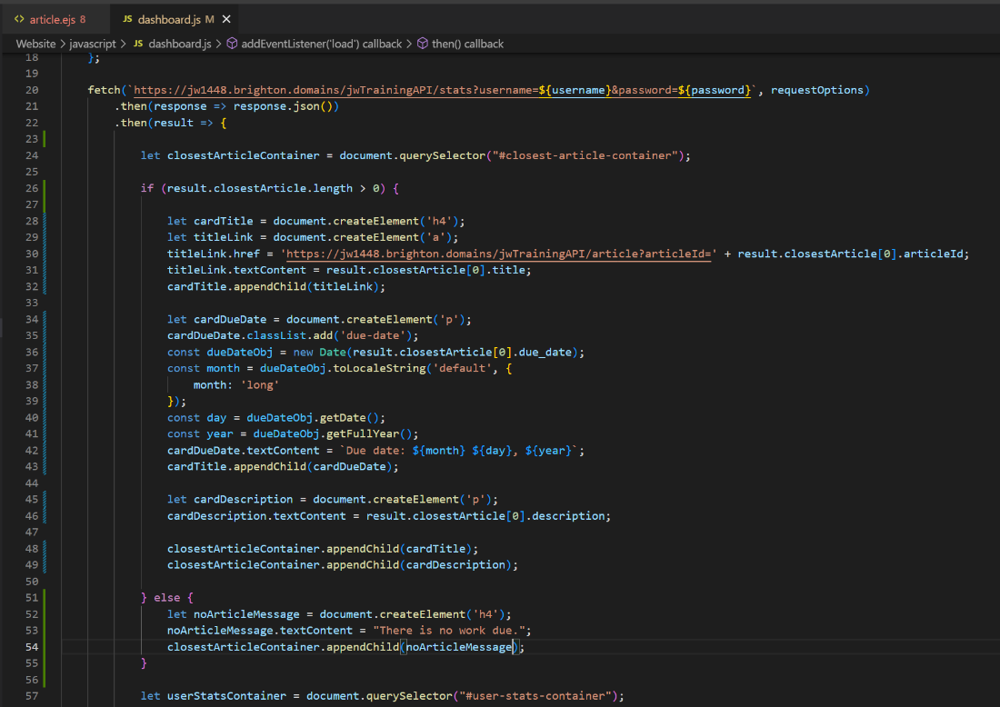 <> article.ejs 8 JS dashboard.js M ×
Website > javascript > JS dashboard.js > addEventListener('load') callback > then() callback
18 };
19
20 fetch(`https://jw1448.brighton.domains/jwTrainingAPI/stats?username=${username}&password=${password}`, requestOptions)
21 .then(response => response.json())
22 .then(result => {
23
24 let closestArticleContainer = document.querySelector("#closest-article-container");
25
26 if (result.closestArticle.length > 0) {
27
28 let cardTitle = document.createElement('h4');
29 let titleLink = document.createElement('a');
30 titleLink.href = 'https://jw1448.brighton.domains/jwTrainingAPI/article?articleId=' + result.closestArticle[0].articleId;
31 titleLink.textContent = result.closestArticle[0].title;
32 cardTitle.appendChild(titleLink);
33
34 let cardDueDate = document.createElement('p');
35 cardDueDate.classList.add('due-date');
36 const dueDateObj = new Date(result.closestArticle[0].due_date);
37 const month = dueDateObj.toLocaleString('default', {
38 month: 'long'
39 });
40 const day = dueDateObj.getDate();
41 const year = dueDateObj.getFullYear();
42 cardDueDate.textContent = `Due date: ${month} ${day}, ${year}`;
43 cardTitle.appendChild(cardDueDate);
44
45 let cardDescription = document.createElement('p');
46 cardDescription.textContent = result.closestArticle[0].description;
47
48 closestArticleContainer.appendChild(cardTitle);
49 closestArticleContainer.appendChild(cardDescription);
50
51 } else {
52 let noArticleMessage = document.createElement('h4');
53 noArticleMessage.textContent = "There is no work due.";
54 closestArticleContainer.appendChild(noArticleMessage);
55 }
56
57 let userStatsContainer = document.querySelector("#user-stats-container");